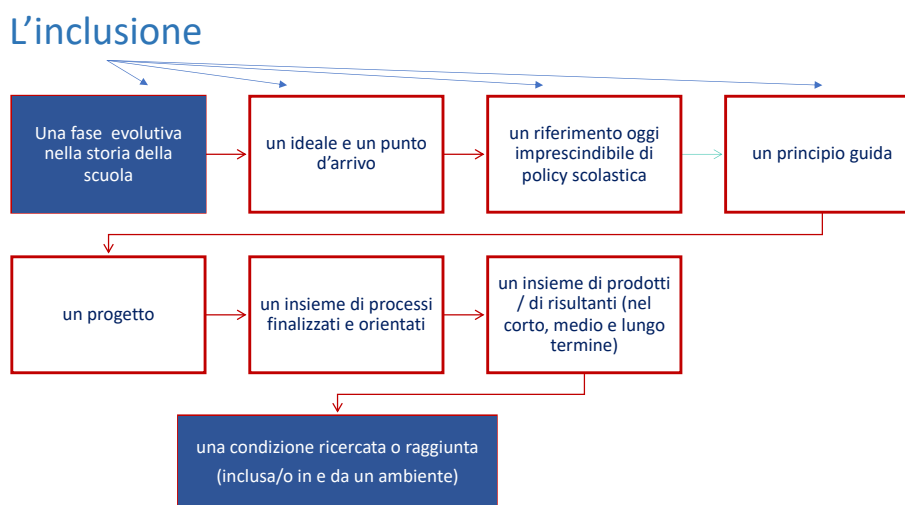 L'inclusione
Una fase evolutiva
nella storia della
scuola
un ideale e un punto
d'arrivo
un riferimento oggi
imprescindibile di
policy scolastica
un principio guida
un progetto
un insieme di processi
finalizzati e orientati
un insieme di prodotti
/ di risultanti (nel
corto, medio e lungo
termine)
una condizione ricercata o raggiunta
(inclusa/o in e da un ambiente)